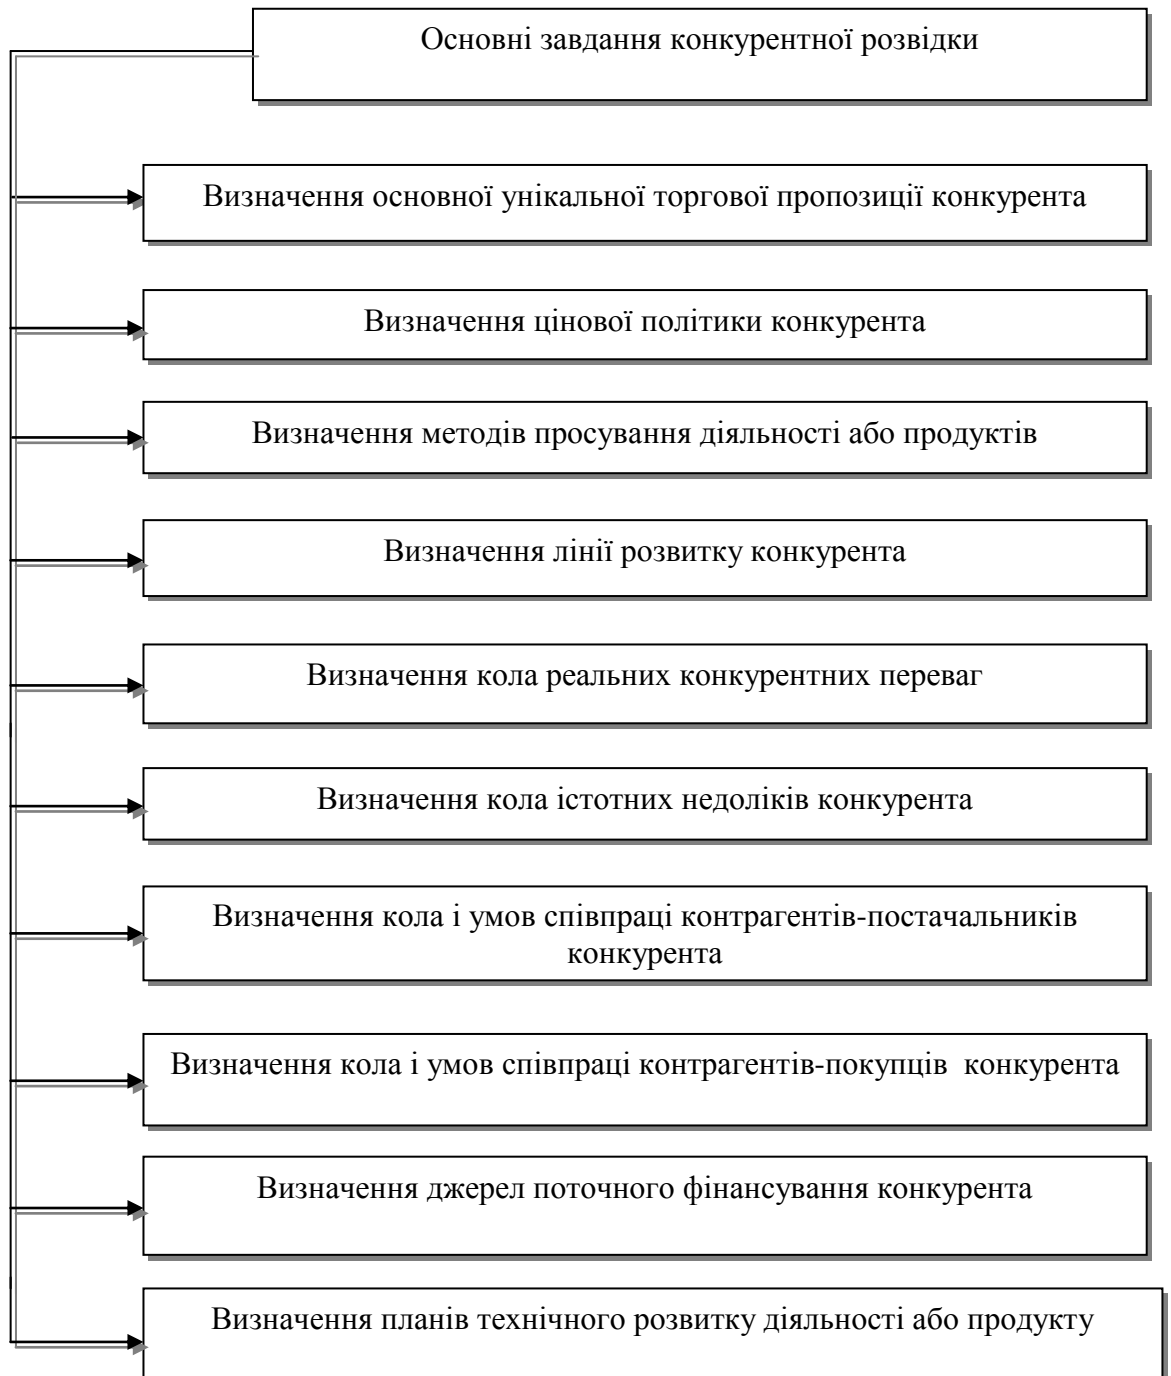 Основні завдання конкурентної розвідки
Визначення основної унікальної торгової пропозиції конкурента
Визначення цінової політики конкурента
Визначення методів просування діяльності або продуктів
Визначення лінії розвитку конкурента
Визначення кола реальних конкурентних переваг
Визначення кола істотних недоліків конкурента
Визначення кола і умов співпраці контрагентів-постачальників
конкурента
Визначення кола і умов співпраці контрагентів-покупців  конкурента
Визначення джерел поточного фінансування конкурента
Визначення планів технічного розвитку діяльності або продукту